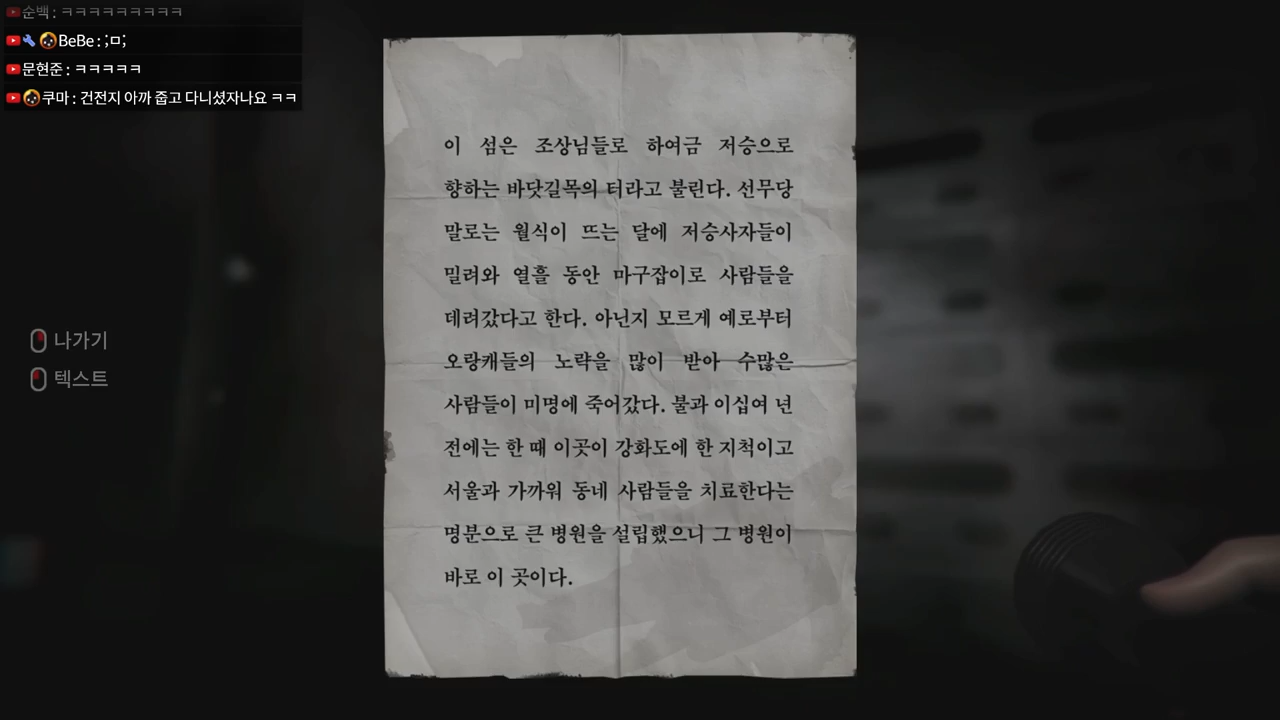 순백 : ㅋㅋㅋㅋㅋㅋㅋㅋㅋ
BeBe : ;ㅁ;
문현준 : ㅋㅋㅋㅋㅋ
쿠마 : 건전지 아까 줍고 다니셨자나요 ㅋㅋ
이 섬은 조상님들로 하여금 저승으로
향하는 바닷길목의 터라고 불린다. 선무당
말로는 월식이 뜨는 달에 저승사자들이
밀려와 열흘 동안 마구잡이로 사람들을
데려갔다고 한다. 아닌지 모르게 예로부터
오랑캐들의 노략을 많이 받아 수많은
사람들이 미명에 죽어갔다. 불과 이십여 년
전에는 한 때 이곳이 강화도에 한 지척이고
서울과 가까워 동네 사람들을 치료한다는
명분으로 큰 병원을 설립했으니 그 병원이
바로 이 곳이다.
나가기
텍스트